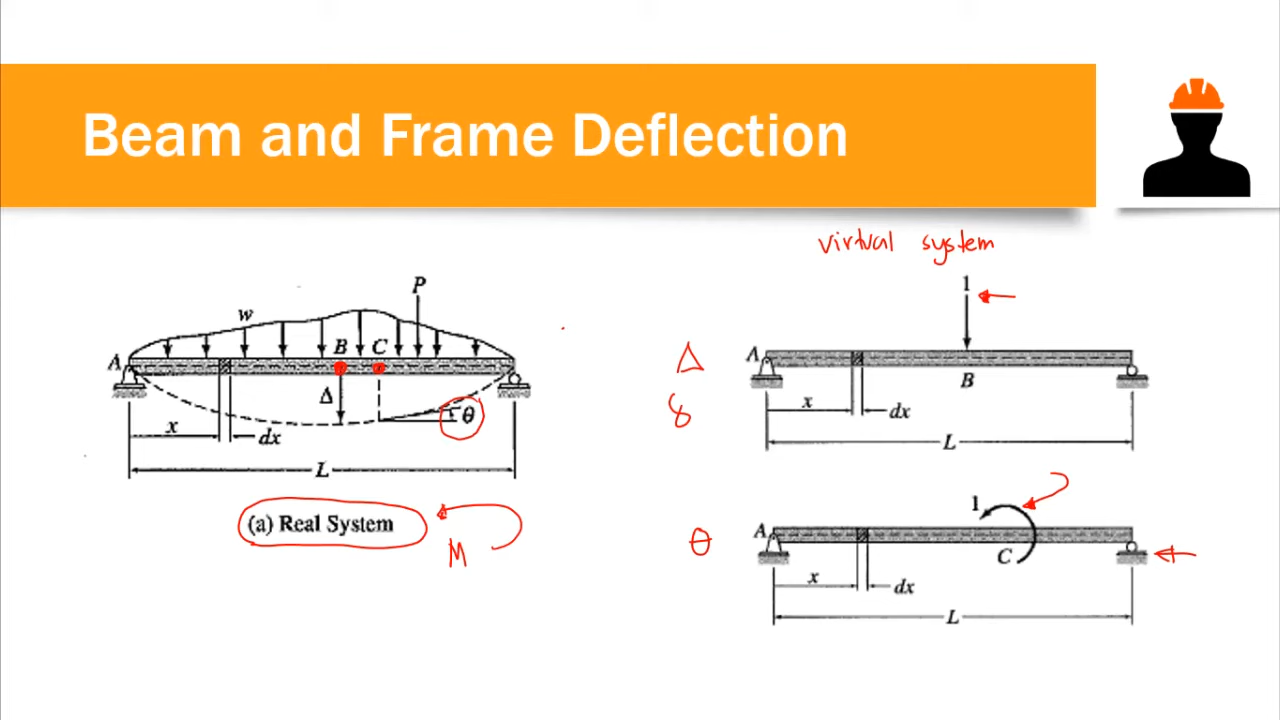 Beam and Frame Deflection
virtual system
P
w
A
B
C
Δ
θ
x
dx
L
(a) Real System
M
1
Δ
δ
A
B
x
dx
L
1
θ
A
C
x
dx
L